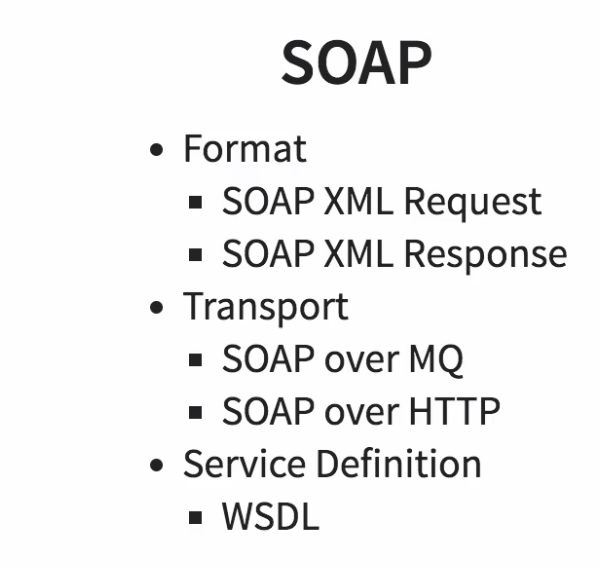 SOAP
• Format
▪ SOAP XML Request
▪ SOAP XML Response
• Transport
▪ SOAP over MQ
▪ SOAP over HTTP
• Service Definition
▪ WSDL